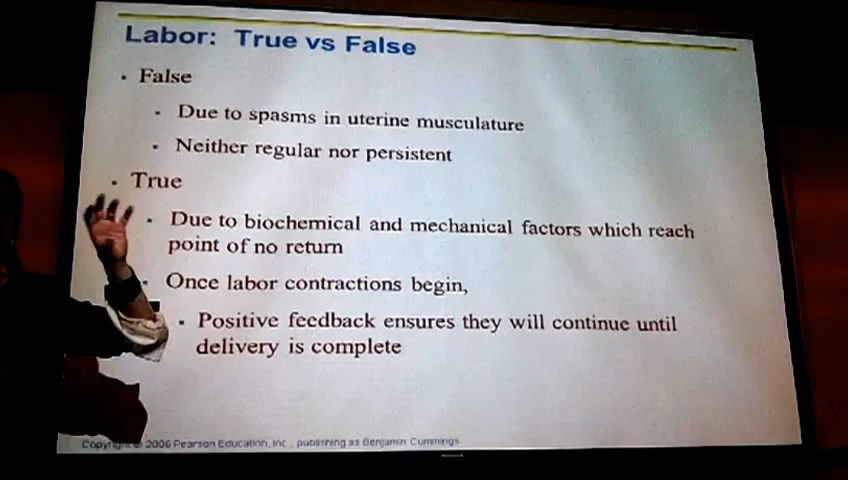 Labor: True vs False
False
Due to spasms in uterine musculature
Neither regular nor persistent
True
Due to biochemical and mechanical factors which reach
point of no return
Once labor contractions begin,
Positive feedback ensures they will continue until
delivery is complete
Copyright © 2006 Pearson Education, Inc., publishing as Benjamin Cummings